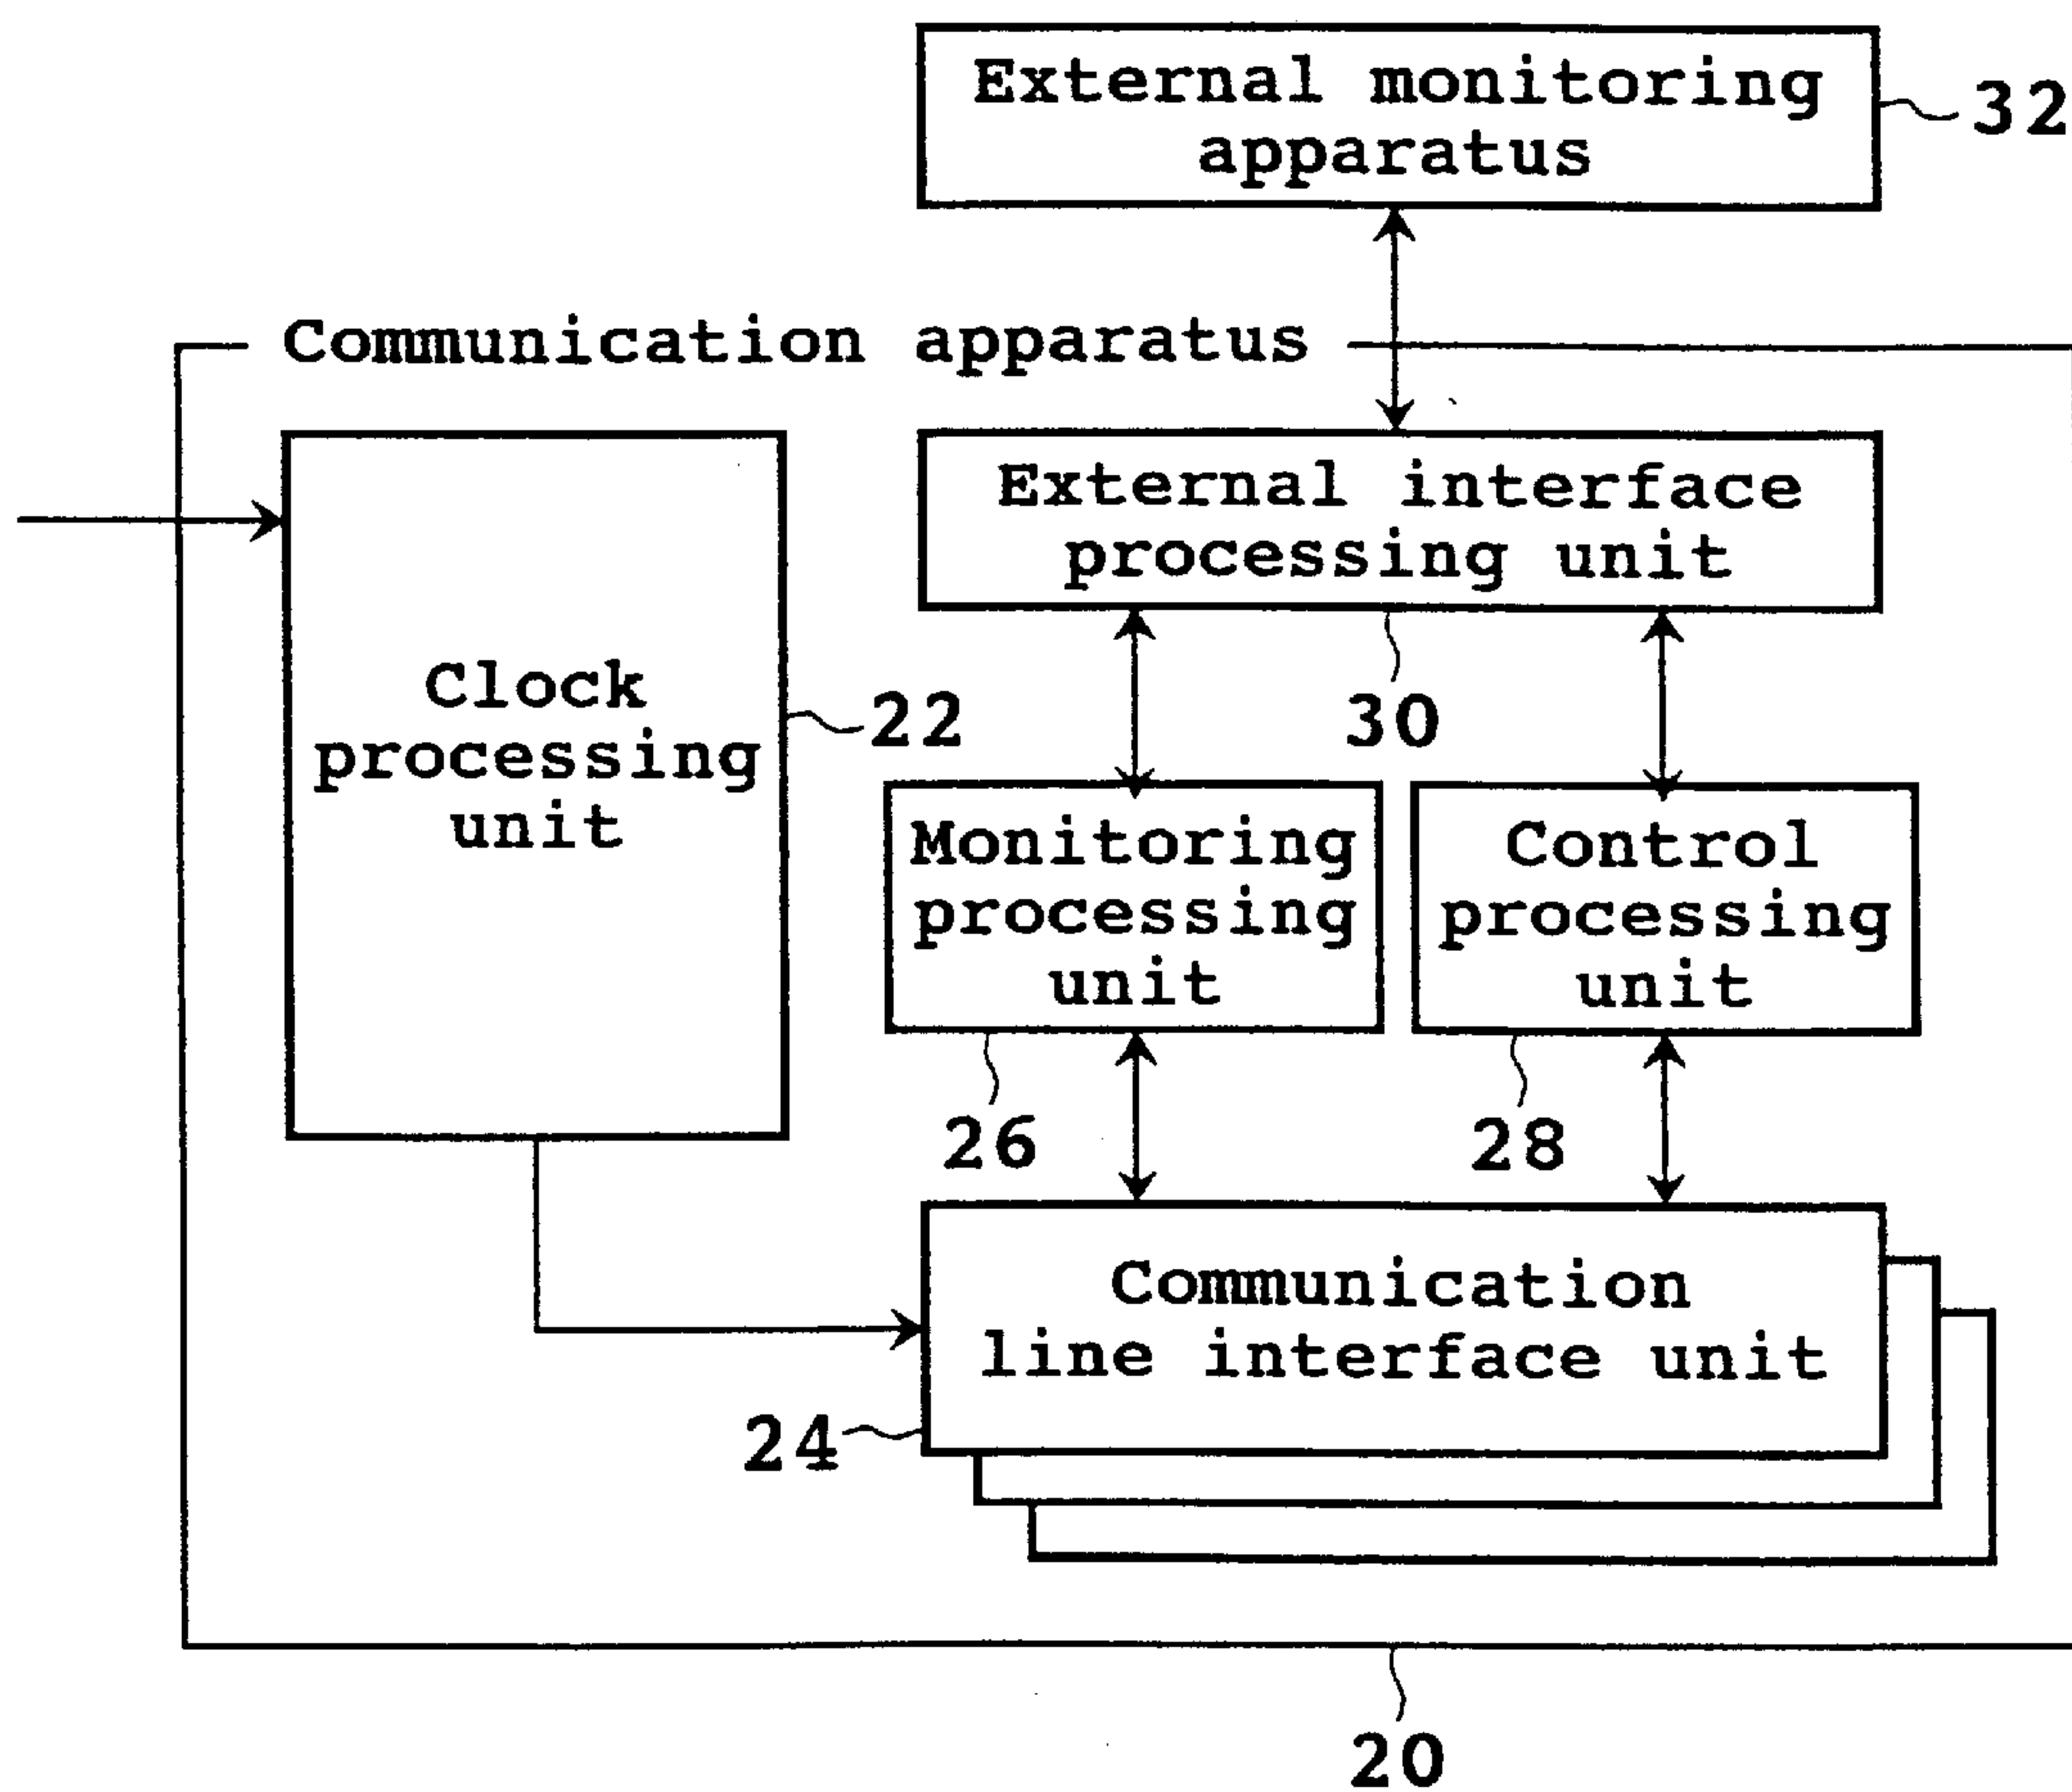 External monitoring
apparatus
32
Communication apparatus
External interface
processing unit
Clock
processing
unit
22
30
Monitoring
processing
unit
Control
processing
unit
26
28
Communication
line interface unit
24
20